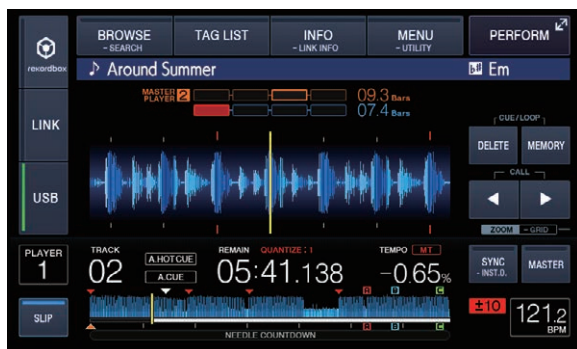 BROWSE
- SEARCH
TAG LIST
INFO
- LINK INFO
MENU
- UTILITY
PERFORM
rekordbox
♪ Around Summer
Em
MASTER PLAYER 2
09.3 Bars
07.4 Bars
LINK
CUE/LOOP
DELETE
MEMORY
CALL
USB
ZOOM
- GRID
PLAYER
1
TRACK
02
A.HOT CUE
A.CUE
REMAIN
QUANTIZE : 1
05:41.138
TEMPO
MT
-0.65%
SYNC
- INST.D.
MASTER
A
B
C
SLIP
±10
121.2
BPM
A
B
C
NEEDLE COUNTDOWN